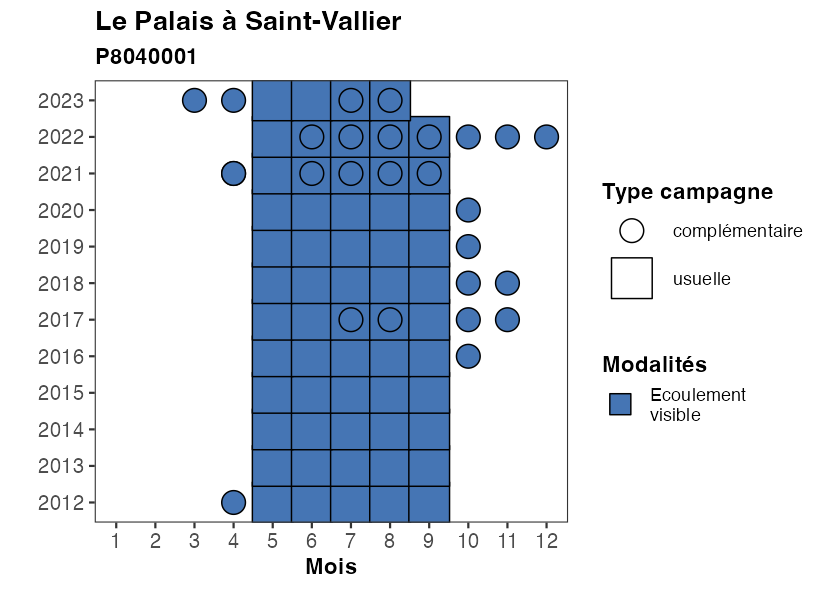 Le Palais à Saint-Vallier
P8040001
2023
2022
2021
2020
2019
2018
2017
2016
2015
2014
2013
2012
1 2 3 4 5 6 7 8 9 10 11 12
Mois
Type campagne
complémentaire
usuelle
Modalités
Ecoulement
visible